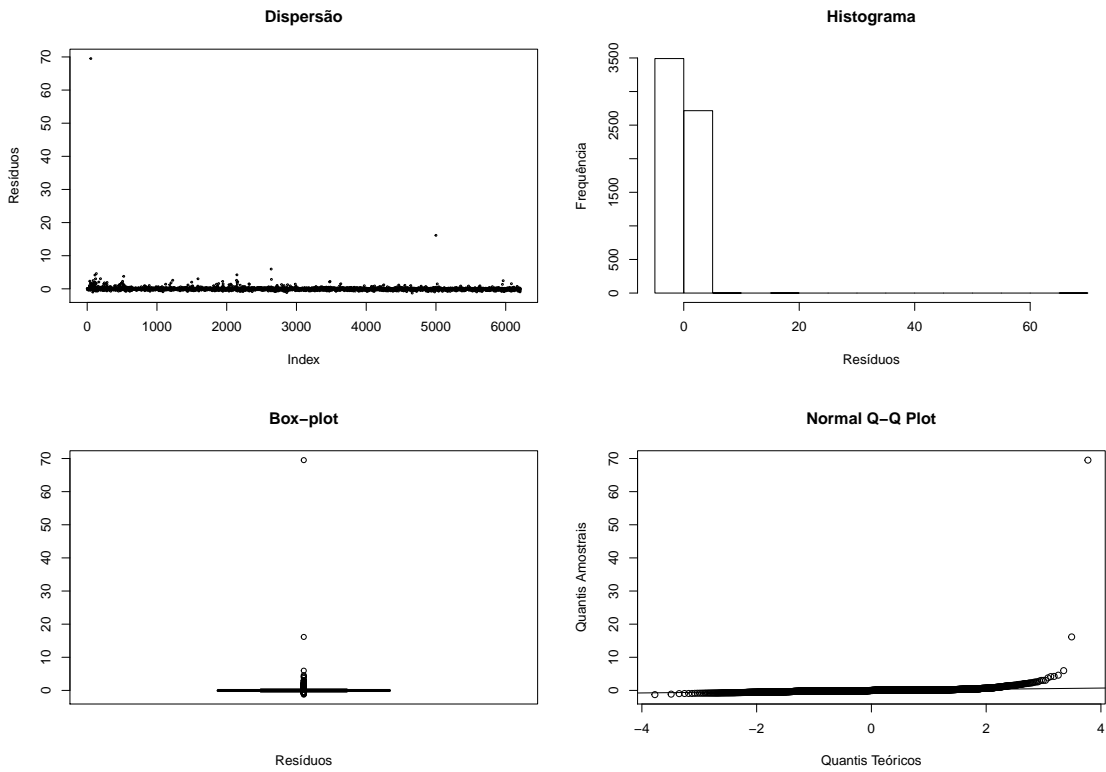 Dispersão
Resíduos
0 10 20 30 40 50 60 70
0 1000 2000 3000 4000 5000 6000
Index
Histograma
Frequência
0 500 1500 2500 3500
0 20 40 60
Resíduos
Box−plot
0 10 20 30 40 50 60 70
Resíduos
Normal Q−Q Plot
Quantis Amostrais
0 10 20 30 40 50 60 70
−4 −2 0 2 4
Quantis Teóricos